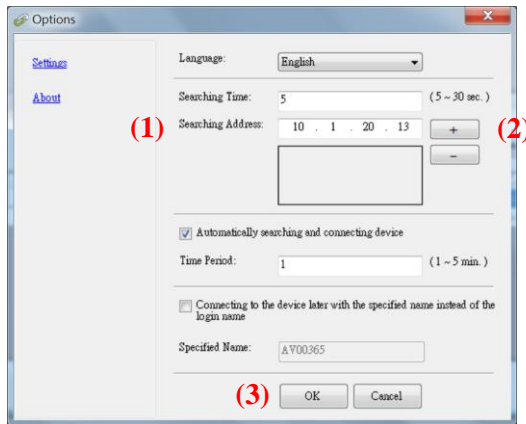 Options
Settings
About
Language: English
Searching Time: 5 ( 5 ~ 30 sec. )
(1) Searching Address: 10 . 1 . 20 . 13 + (2)
–
Automatically searching and connecting device
Time Period: 1 ( 1 ~ 5 min. )
Connecting to the device later with the specified name instead of the
login name
Specified Name: AV00365
(3) OK Cancel